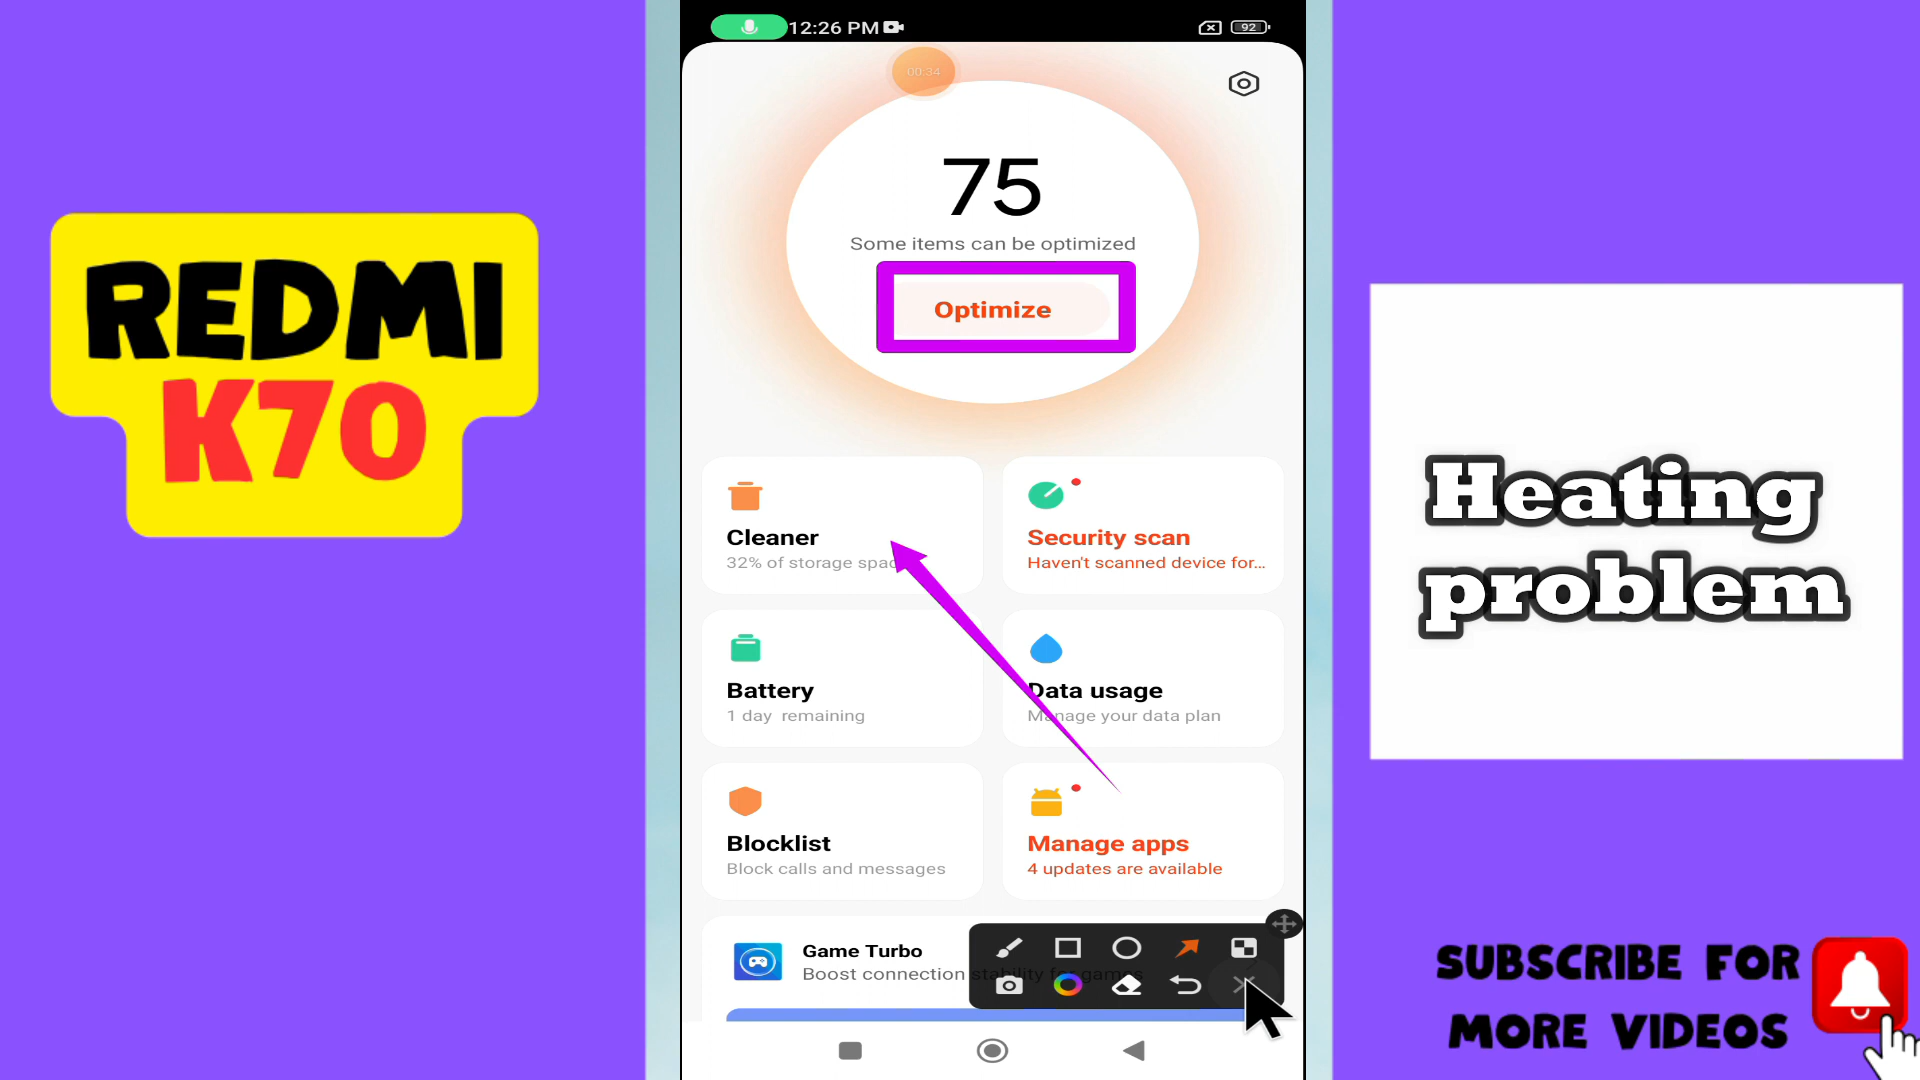 12:26 PM
92
00:34
75
Some items can be optimized
Optimize
Cleaner
32% of storage spac
Security scan
Haven't scanned device for...
Battery
1 day remaining
Data usage
Manage your data plan
Blocklist
Block calls and messages
Manage apps
4 updates are available
Game Turbo
Boost connection stability for games
REDMI
K70
Heating
problem
SUBSCRIBE FOR
MORE VIDEOS